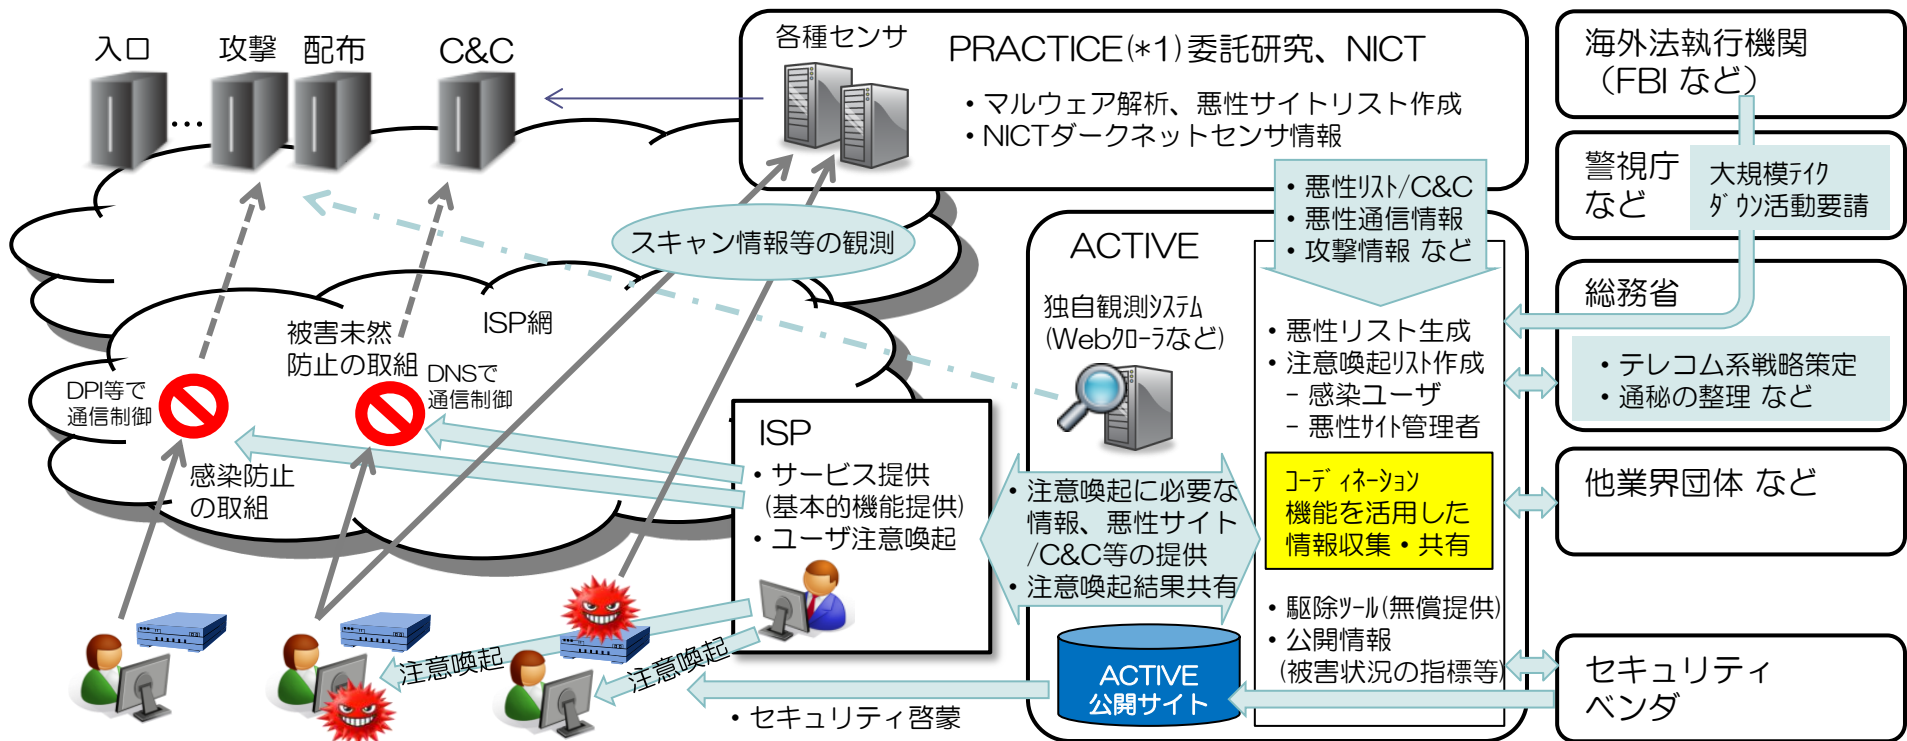 入口
攻撃
配布
C&C
…
各種センサ
PRACTICE(*1)委託研究、NICT
・マルウェア解析、悪性サイトリスト作成
・NICTダークネットセンサ情報
海外法執行機関
（FBI など）
警視庁
など
大規模ﾃｲｸ
ﾀﾞｳﾝ活動要請
総務省
・テレコム系戦略策定
・通秘の整理 など
他業界団体 など
セキュリティ
ベンダ
・悪性ﾘｽﾄ/C&C
・悪性通信情報
・攻撃情報 など
ACTIVE
独自観測ｼｽﾃﾑ
(Webｸﾛｰﾗなど)
・悪性リスト生成
・注意喚起ﾘｽﾄ作成
− 感染ユーザ
− 悪性ｻｲﾄ管理者
ｺｰﾃﾞｨﾈｰｼｮﾝ
機能を活用した
情報収集・共有
・駆除ﾂｰﾙ(無償提供)
・公開情報
(被害状況の指標等)
スキャン情報等の観測
ISP網
被害未然
防止の取組
DPI等で
通信制御
DNSで
通信制御
感染防止
の取組
ISP
・サービス提供
(基本的機能提供)
・ユーザ注意喚起
・注意喚起に必要な
情報、悪性サイト
/C&C等の提供
・注意喚起結果共有
注意喚起
注意喚起
・セキュリティ啓蒙
ACTIVE
公開サイト